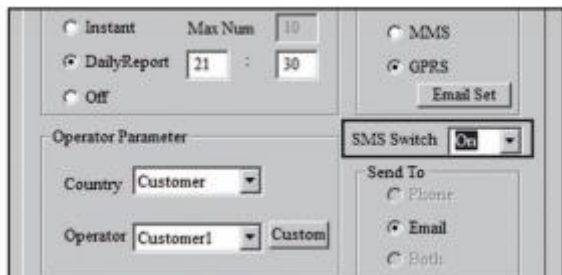 Instant Max Num 10
DailyReport 21 : 30
Off
MMS
GPRS
Email Set
Operator Parameter
Country Customer
Operator Customer1 Custom
SMS Switch On
Send To
Phone
Email
Both